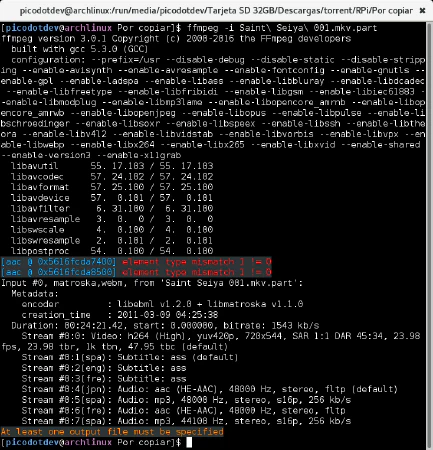 picodotdev@archlinux:/run/media/picodotdev/Tarjeta SD 32GB/Descargas/torrent/RPi/Por copiar
[picodotdev@archlinux Por copiar]$ ffmpeg -i Saint\ Seiya\ 001.mkv.part
ffmpeg version 3.0.1 Copyright (c) 2000-2016 the FFmpeg developers
  built with gcc 5.3.0 (GCC)
  configuration: --prefix=/usr --disable-debug --disable-static --disable-stripp
ing --enable-avisynth --enable-avresample --enable-fontconfig --enable-gnutls --
enable-gpl --enable-ladspa --enable-libass --enable-libbluray --enable-libdcadec
 --enable-libfreetype --enable-libfribidi --enable-libgsm --enable-libiec61883 -
-enable-libmodplug --enable-libmp3lame --enable-libopencore_amrnb --enable-libop
encore_amrwb --enable-libopenjpeg --enable-libopus --enable-libpulse --enable-li
bschroedinger --enable-libsoxr --enable-libspeex --enable-libssh --enable-libthe
ora --enable-libv4l2 --enable-libvidstab --enable-libvorbis --enable-libvpx --en
able-libwebp --enable-libx264 --enable-libx265 --enable-libxvid --enable-shared
--enable-version3 --enable-x11grab
  libavutil      55. 17.103 / 55. 17.103
  libavcodec     57. 24.102 / 57. 24.102
  libavformat    57. 25.100 / 57. 25.100
  libavdevice    57.  0.101 / 57.  0.101
  libavfilter     6. 31.100 /  6. 31.100
  libavresample   3.  0.  0 /  3.  0.  0
  libswscale      4.  0.100 /  4.  0.100
  libswresample   2.  0.101 /  2.  0.101
  libpostproc    54.  0.100 / 54.  0.100
[aac @ 0x5616fcda7400] element type mismatch 1 != 0
[aac @ 0x5616fcda8500] element type mismatch 1 != 0
Input #0, matroska,webm, from 'Saint Seiya 001.mkv.part':
  Metadata:
    encoder         : libebml v1.2.0 + libmatroska v1.1.0
    creation_time   : 2011-03-09 04:25:38
  Duration: 00:24:21.42, start: 0.000000, bitrate: 1543 kb/s
    Stream #0:0: Video: h264 (High), yuv420p, 720x544, SAR 1:1 DAR 45:34, 23.98
fps, 23.98 tbr, 1k tbn, 47.95 tbc (default)
    Stream #0:1(spa): Subtitle: ass (default)
    Stream #0:2(eng): Subtitle: ass
    Stream #0:3(fre): Subtitle: ass
    Stream #0:4(jpn): Audio: aac (HE-AAC), 48000 Hz, stereo, fltp (default)
    Stream #0:5(spa): Audio: mp3, 48000 Hz, stereo, s16p, 256 kb/s
    Stream #0:6(fre): Audio: aac (HE-AAC), 48000 Hz, stereo, fltp
    Stream #0:7(spa): Audio: mp3, 44100 Hz, stereo, s16p, 256 kb/s
At least one output file must be specified
[picodotdev@archlinux Por copiar]$